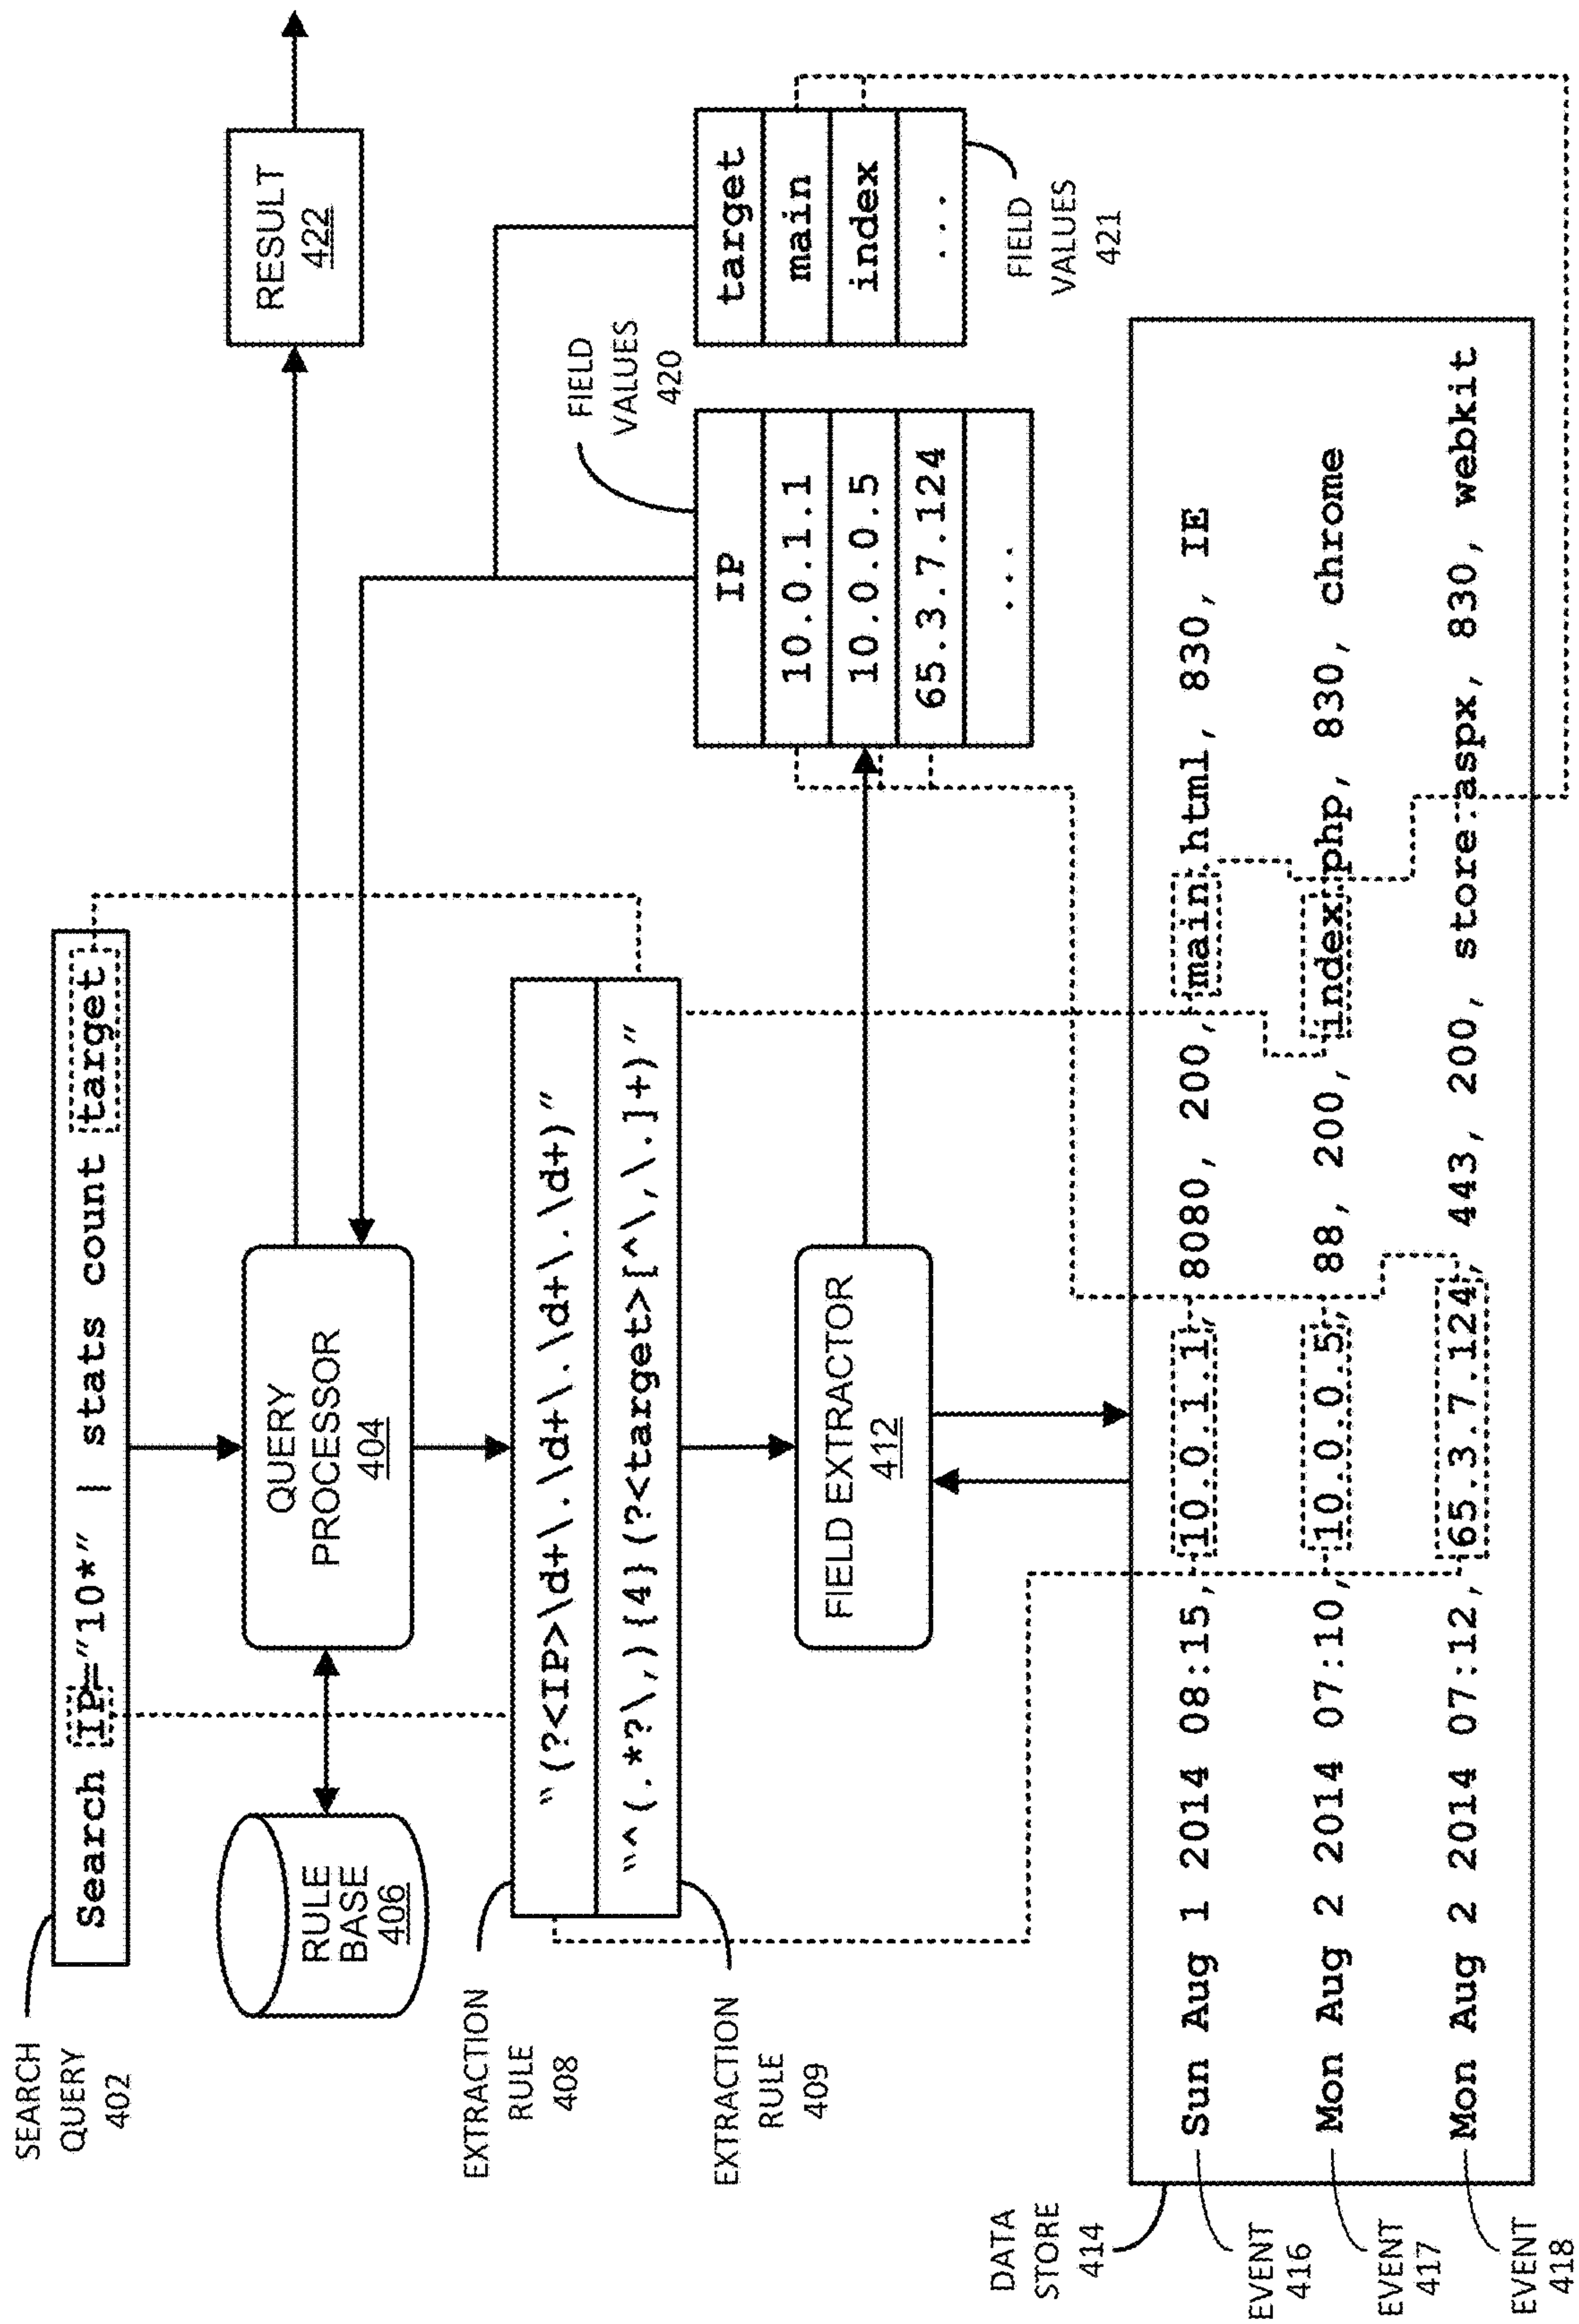 SEARCH
QUERY
402
Search IP="10*" | stats count target
RULE
BASE
406
QUERY
PROCESSOR
404
RESULT
422
EXTRACTION
RULE
408
"(?<IP>\d+\.\d+\.\d+\.\d+)"
"^(.*?\,){4}(?<target>[^\,\.]+)"
EXTRACTION
RULE
409
FIELD EXTRACTOR
412
FIELD
VALUES
420
IP
10.0.1.1
10.0.0.5
65.3.7.124
...
target
main
index
...
FIELD
VALUES
421
DATA
STORE
414
Sun Aug 1 2014 08:15, 10.0.1.1, 8080, 200, main.html, 830, IE
EVENT
416
Mon Aug 2 2014 07:10, 10.0.0.5, 88, 200, index.php, 830, chrome
EVENT
417
Mon Aug 2 2014 07:12, 65.3.7.124, 443, 200, store.aspx, 830, webkit
EVENT
418